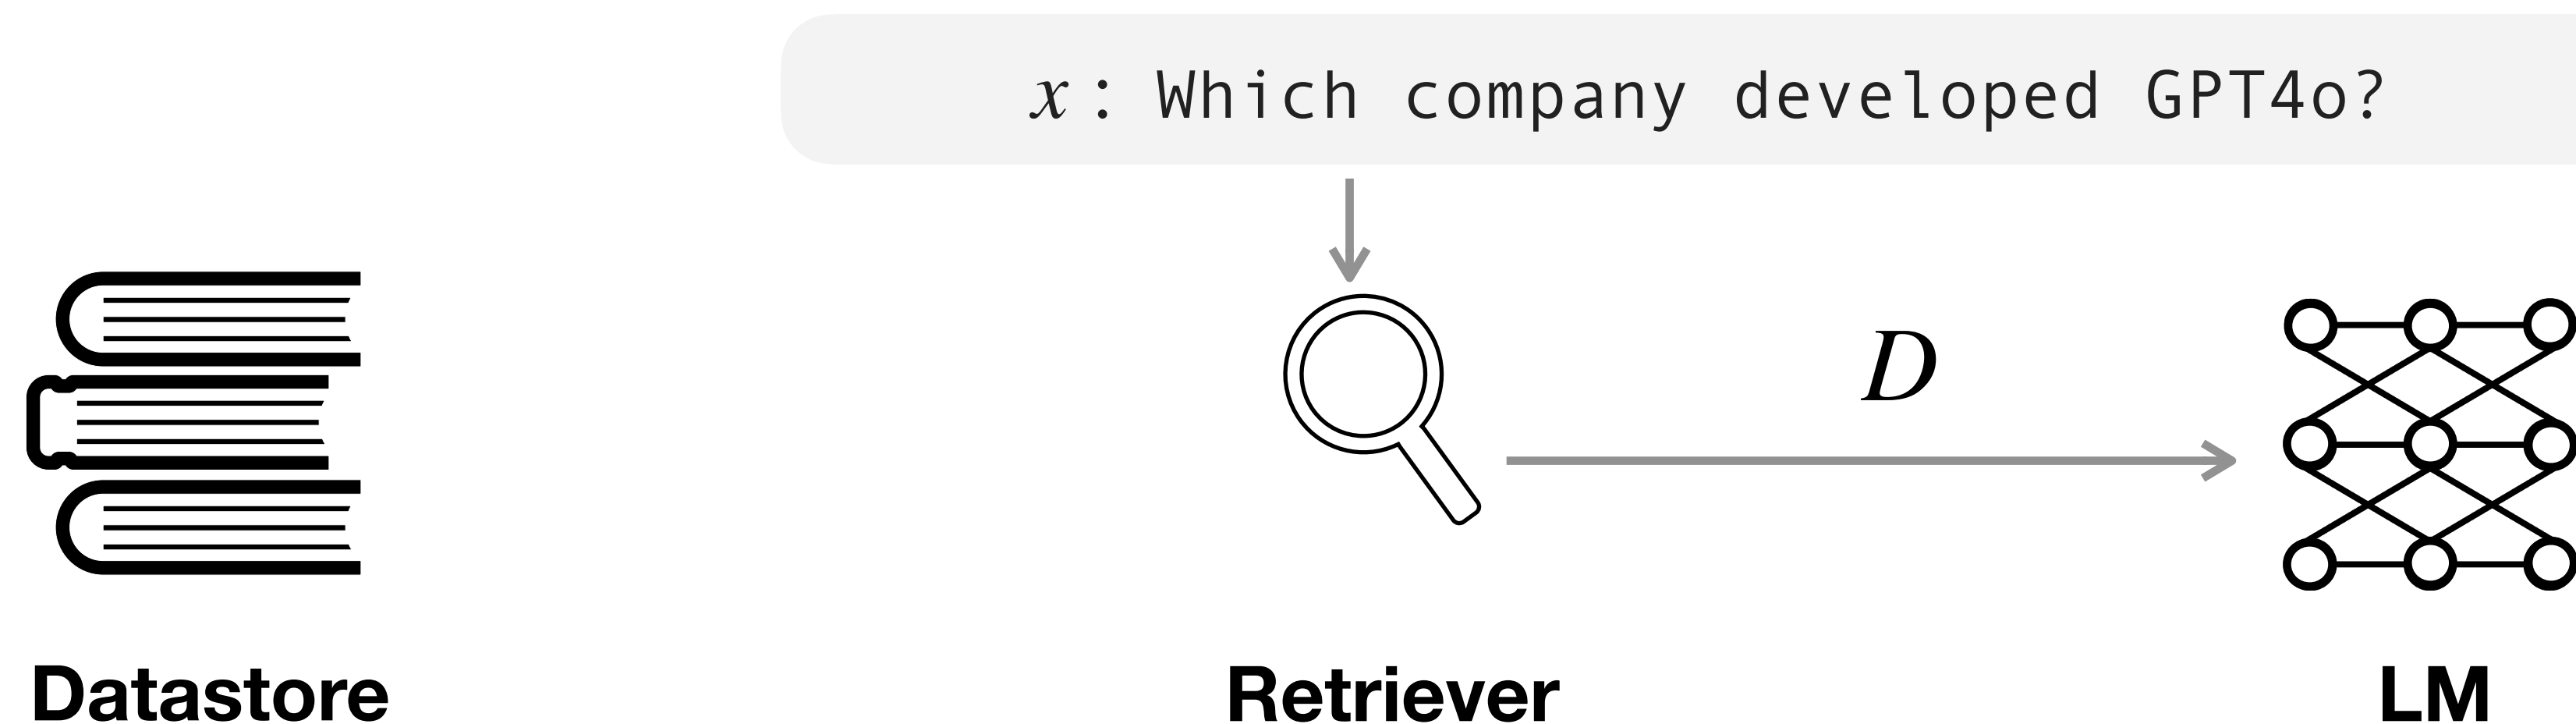 x: Which company developed GPT4o?
D
Datastore
Retriever
LM